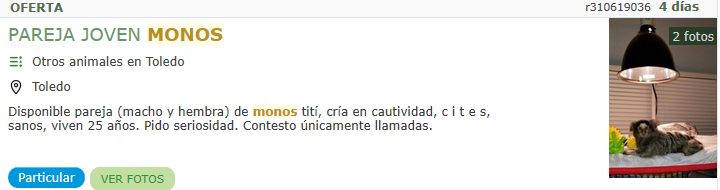 OFERTA r310619036 4 días
PAREJA JOVEN MONOS
2 fotos
Otros animales en Toledo
Toledo
Disponible pareja (macho y hembra) de monos tití, cría en cautividad, c i t e s,
sanos, viven 25 años. Pido seriosidad. Contesto únicamente llamadas.
Particular VER FOTOS